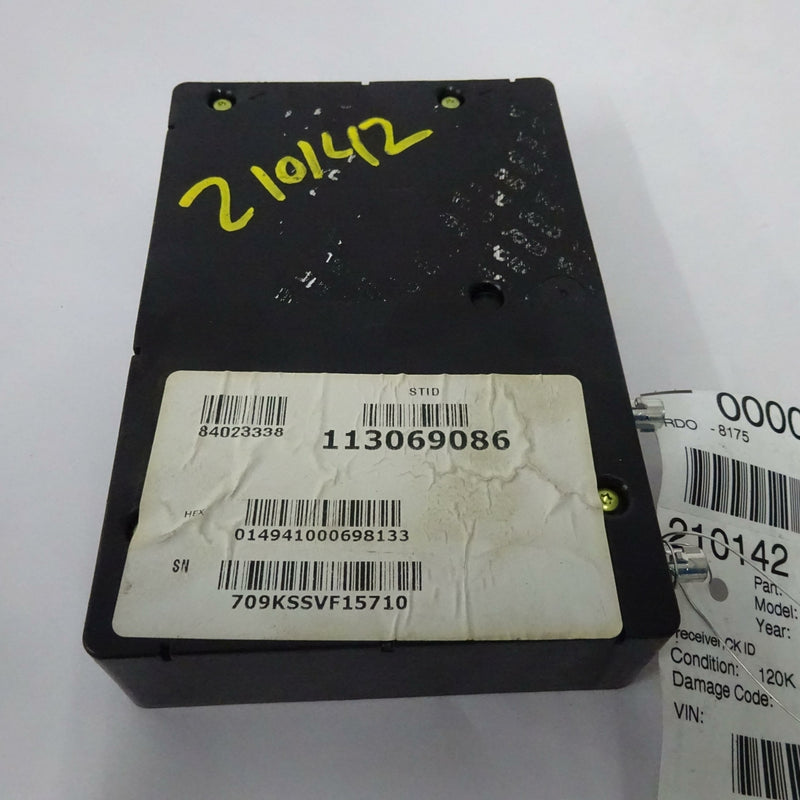 210142
STID
84023338
113069086
HEX
014941000698133
SN
709KSSVF15710
0000
RDO -8175
210142
Part:
Model:
Year:
receiver,CK ID
Condition: 120K
Damage Code:
VIN: